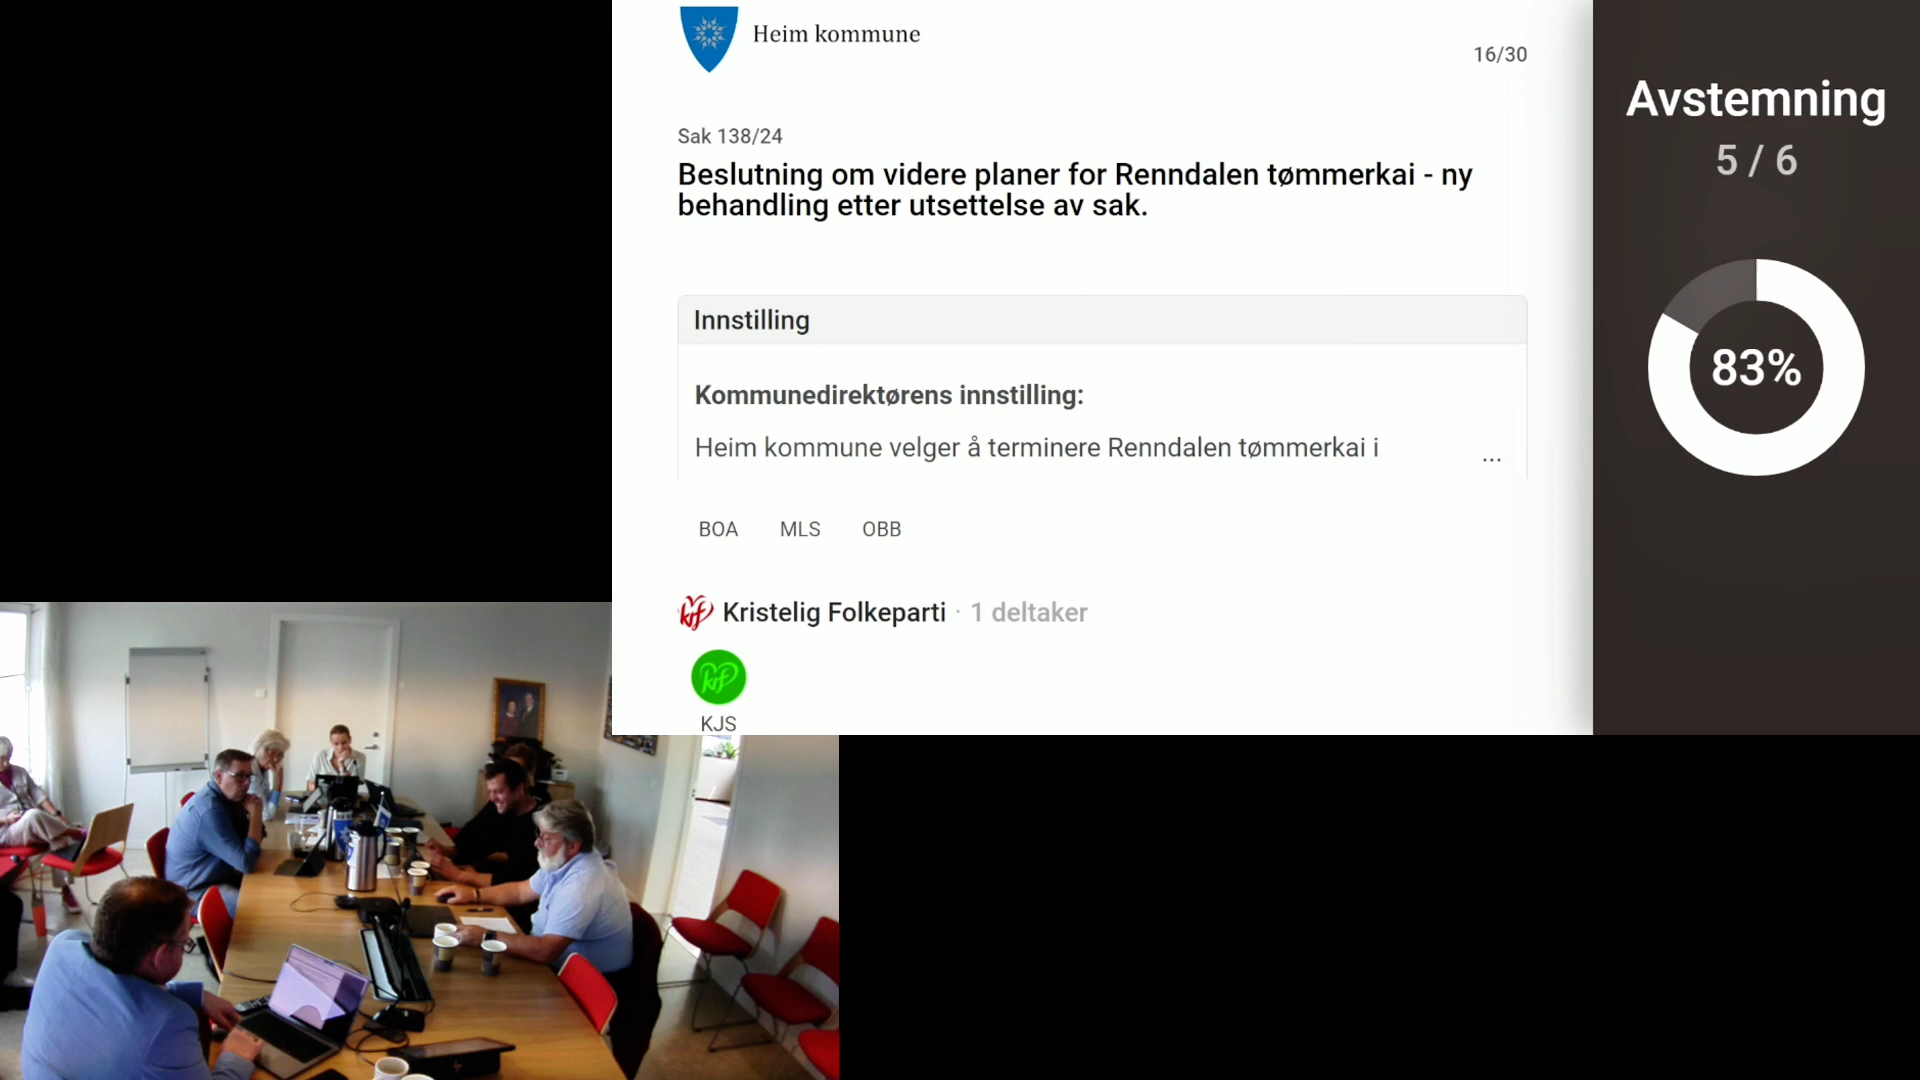 Heim kommune
16/30
Avstemning
5 / 6
Sak 138/24
Beslutning om videre planer for Renndalen tømmerkai - ny
behandling etter utsettelse av sak.
Innstilling
83%
Kommunedirektørens innstilling:
Heim kommune velger å terminere Renndalen tømmerkai i
...
BOA MLS OBB
krf Kristelig Folkeparti · 1 deltaker
krf
KJS